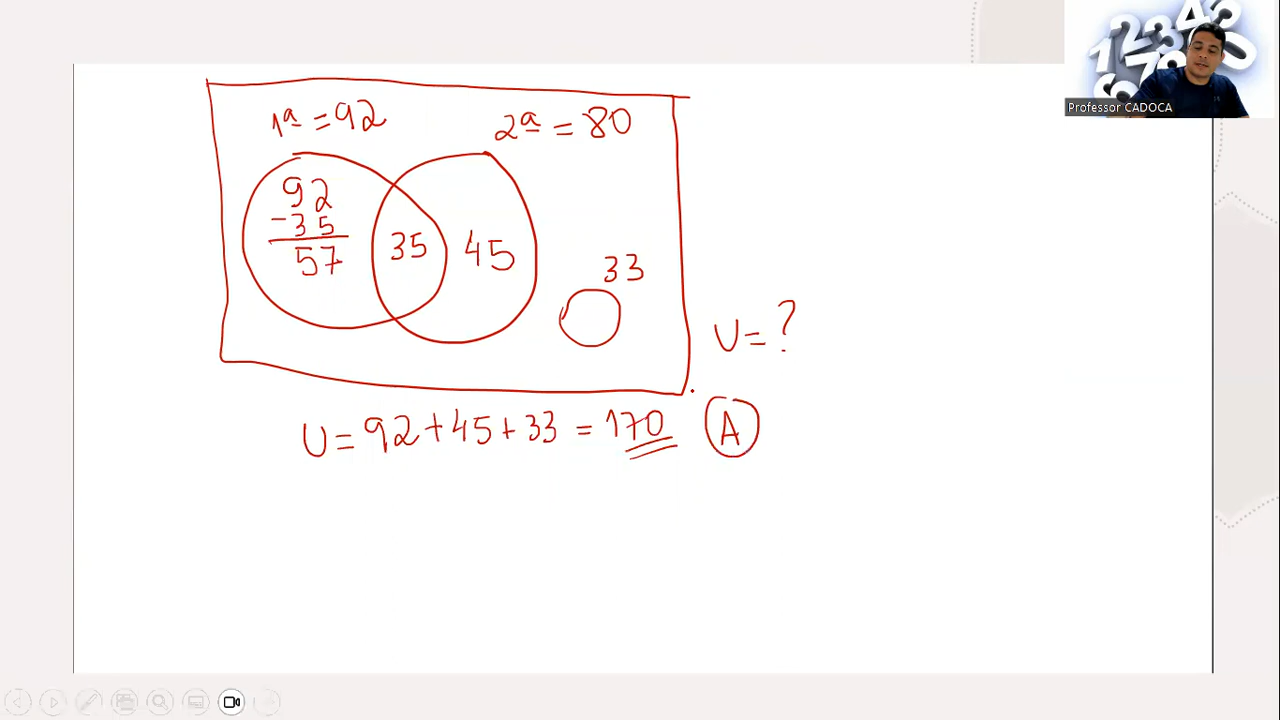 1ª = 92
2ª = 80
92
-35
57
35
45
33
U = ?
U = 92 + 45 + 33 = 170
A
Professor CADOCA